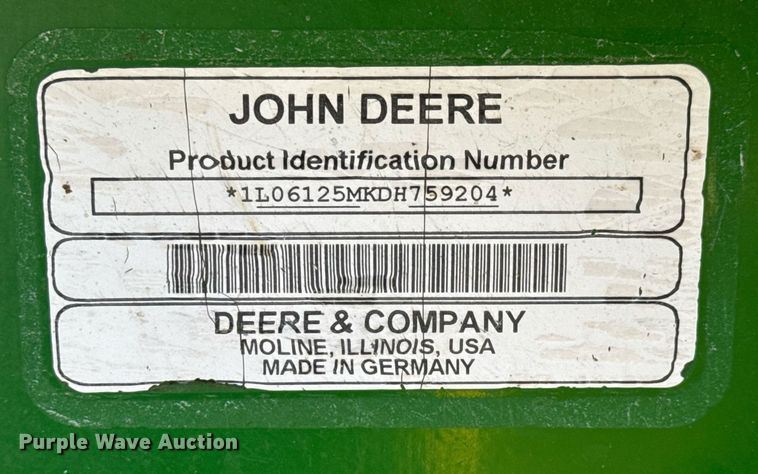 JOHN DEERE
Product Identification Number
*1L06125MKDH759204*
DEERE & COMPANY
MOLINE, ILLINOIS, USA
MADE IN GERMANY
Purple Wave Auction